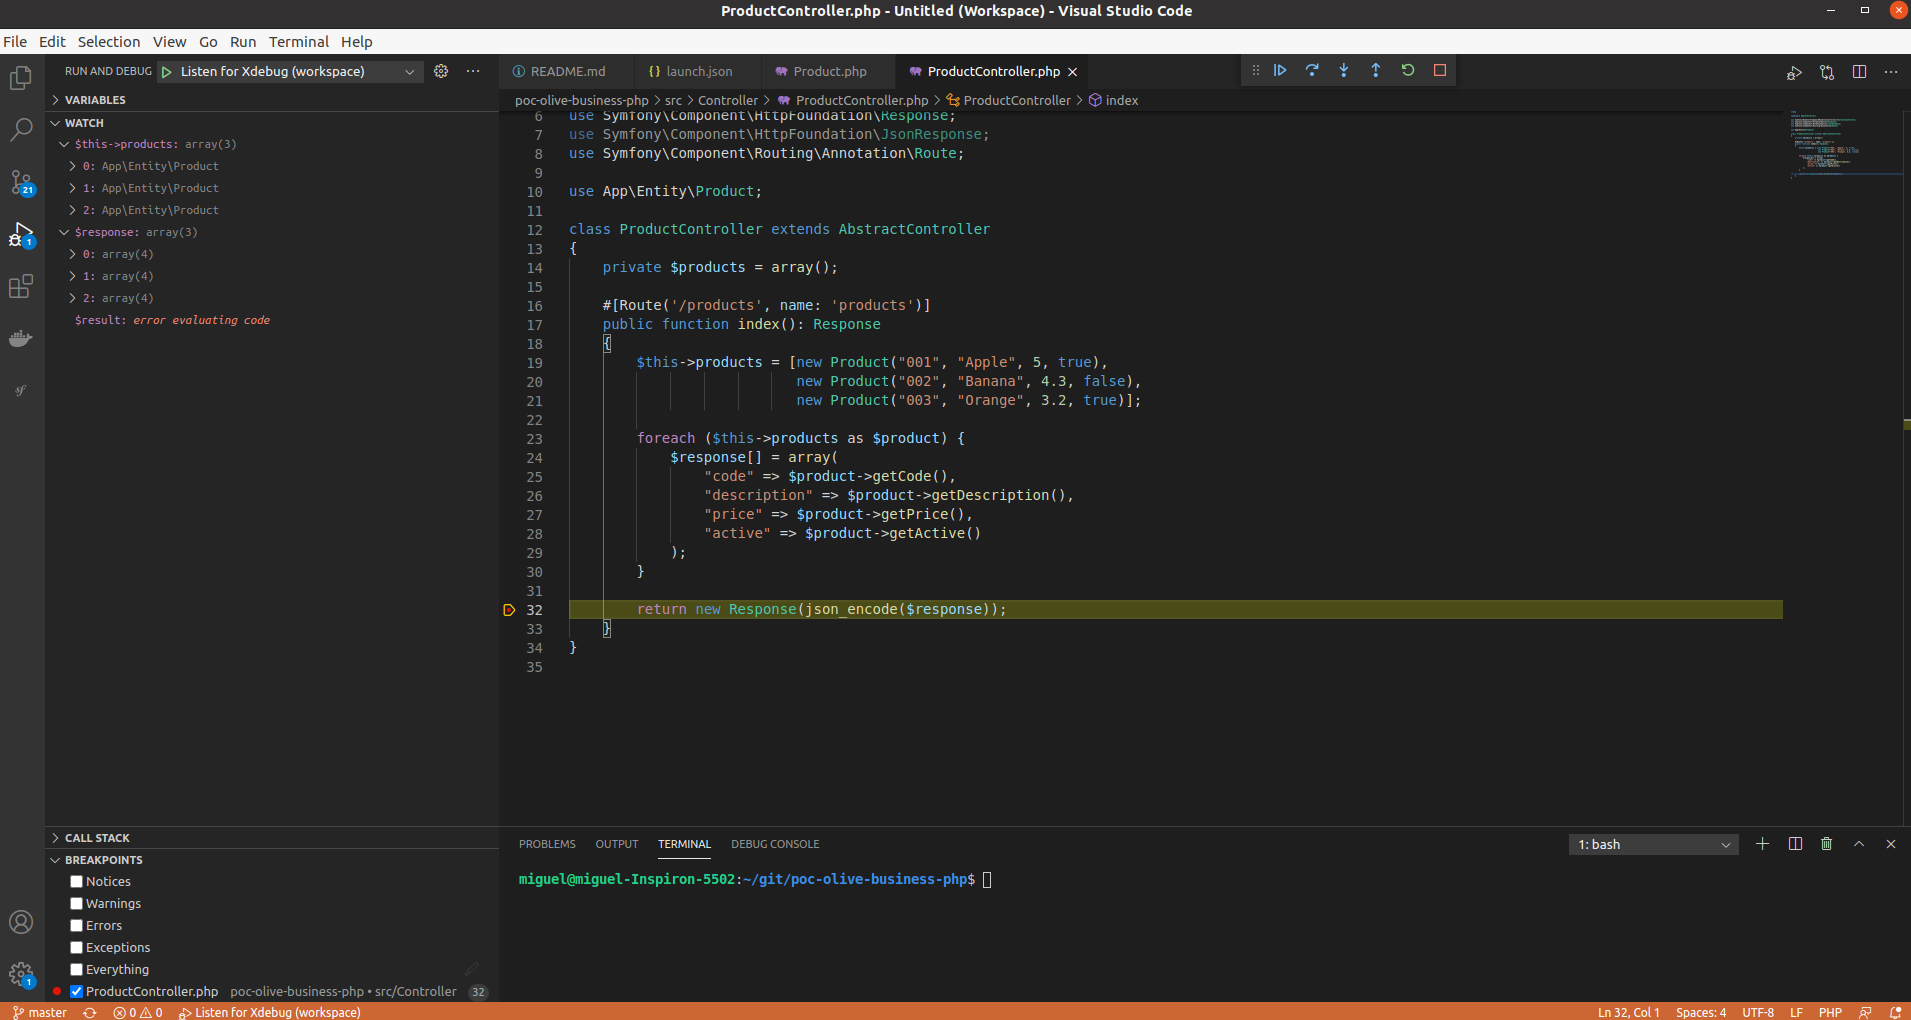 ProductController.php - Untitled (Workspace) - Visual Studio Code
File Edit Selection View Go Run Terminal Help
RUN AND DEBUG Listen for Xdebug (workspace)
README.md launch.json Product.php ProductController.php
poc-olive-business-php > src > Controller > ProductController.php > ProductController > index
VARIABLES
WATCH
$this->products: array(3)
0: App\Entity\Product
1: App\Entity\Product
2: App\Entity\Product
$response: array(3)
0: array(4)
1: array(4)
2: array(4)
$result: error evaluating code
21
1
6 use Symfony\Component\HttpFoundation\Response;
7 use Symfony\Component\HttpFoundation\JsonResponse;
8 use Symfony\Component\Routing\Annotation\Route;
9
10 use App\Entity\Product;
11
12 class ProductController extends AbstractController
13 {
14 private $products = array();
15
16 #[Route('/products', name: 'products')]
17 public function index(): Response
18 {
19 $this->products = [new Product("001", "Apple", 5, true),
20 new Product("002", "Banana", 4.3, false),
21 new Product("003", "Orange", 3.2, true)];
22
23 foreach ($this->products as $product) {
24 $response[] = array(
25 "code" => $product->getCode(),
26 "description" => $product->getDescription(),
27 "price" => $product->getPrice(),
28 "active" => $product->getActive()
29 );
30 }
31
32 return new Response(json_encode($response));
33 }
34 }
35
CALL STACK
BREAKPOINTS
Notices
Warnings
Errors
Exceptions
Everything
ProductController.php poc-olive-business-php • src/Controller 32
1
PROBLEMS OUTPUT TERMINAL DEBUG CONSOLE 1: bash
miguel@miguel-Inspiron-5502:~/git/poc-olive-business-php$
master 0 0 Listen for Xdebug (workspace) Ln 32, Col 1 Spaces: 4 UTF-8 LF PHP